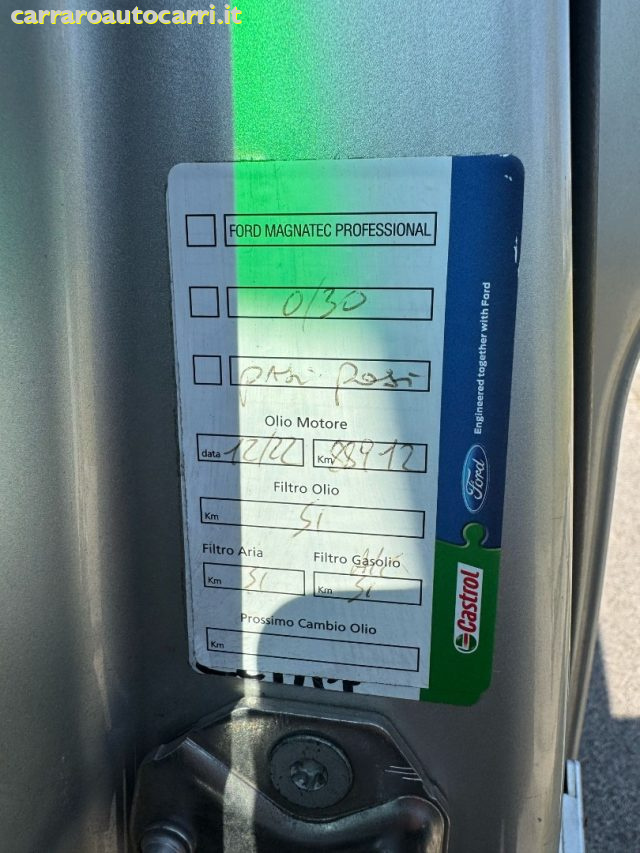 carraroautocarri.it
FORD MAGNATEC PROFESSIONAL
0/30
Olio Motore
data 12/22 Km
Filtro Olio
Km SI
Filtro Aria Filtro Gasolio
Km SI Km SI
Prossimo Cambio Olio
Km
Engineered together with Ford
Ford
Castrol